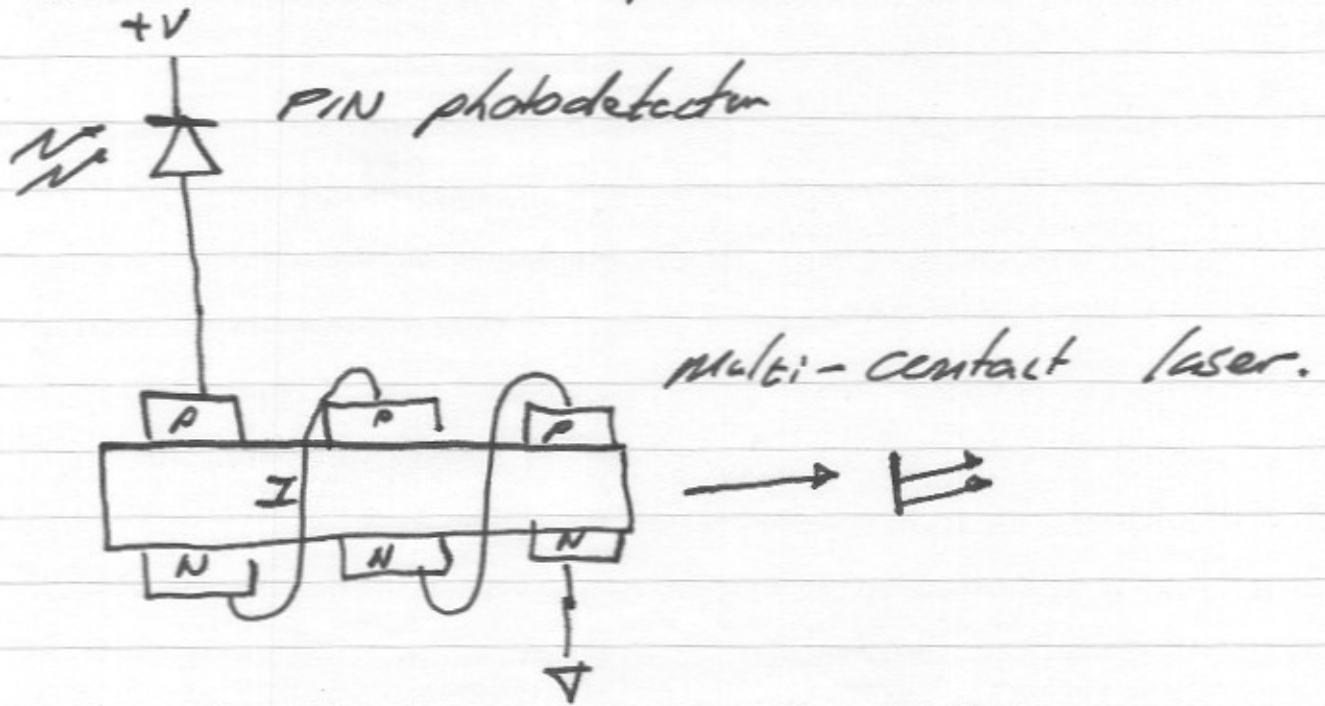 +V
PIN photodetector
multi-contact laser.
P P P
I
N N N